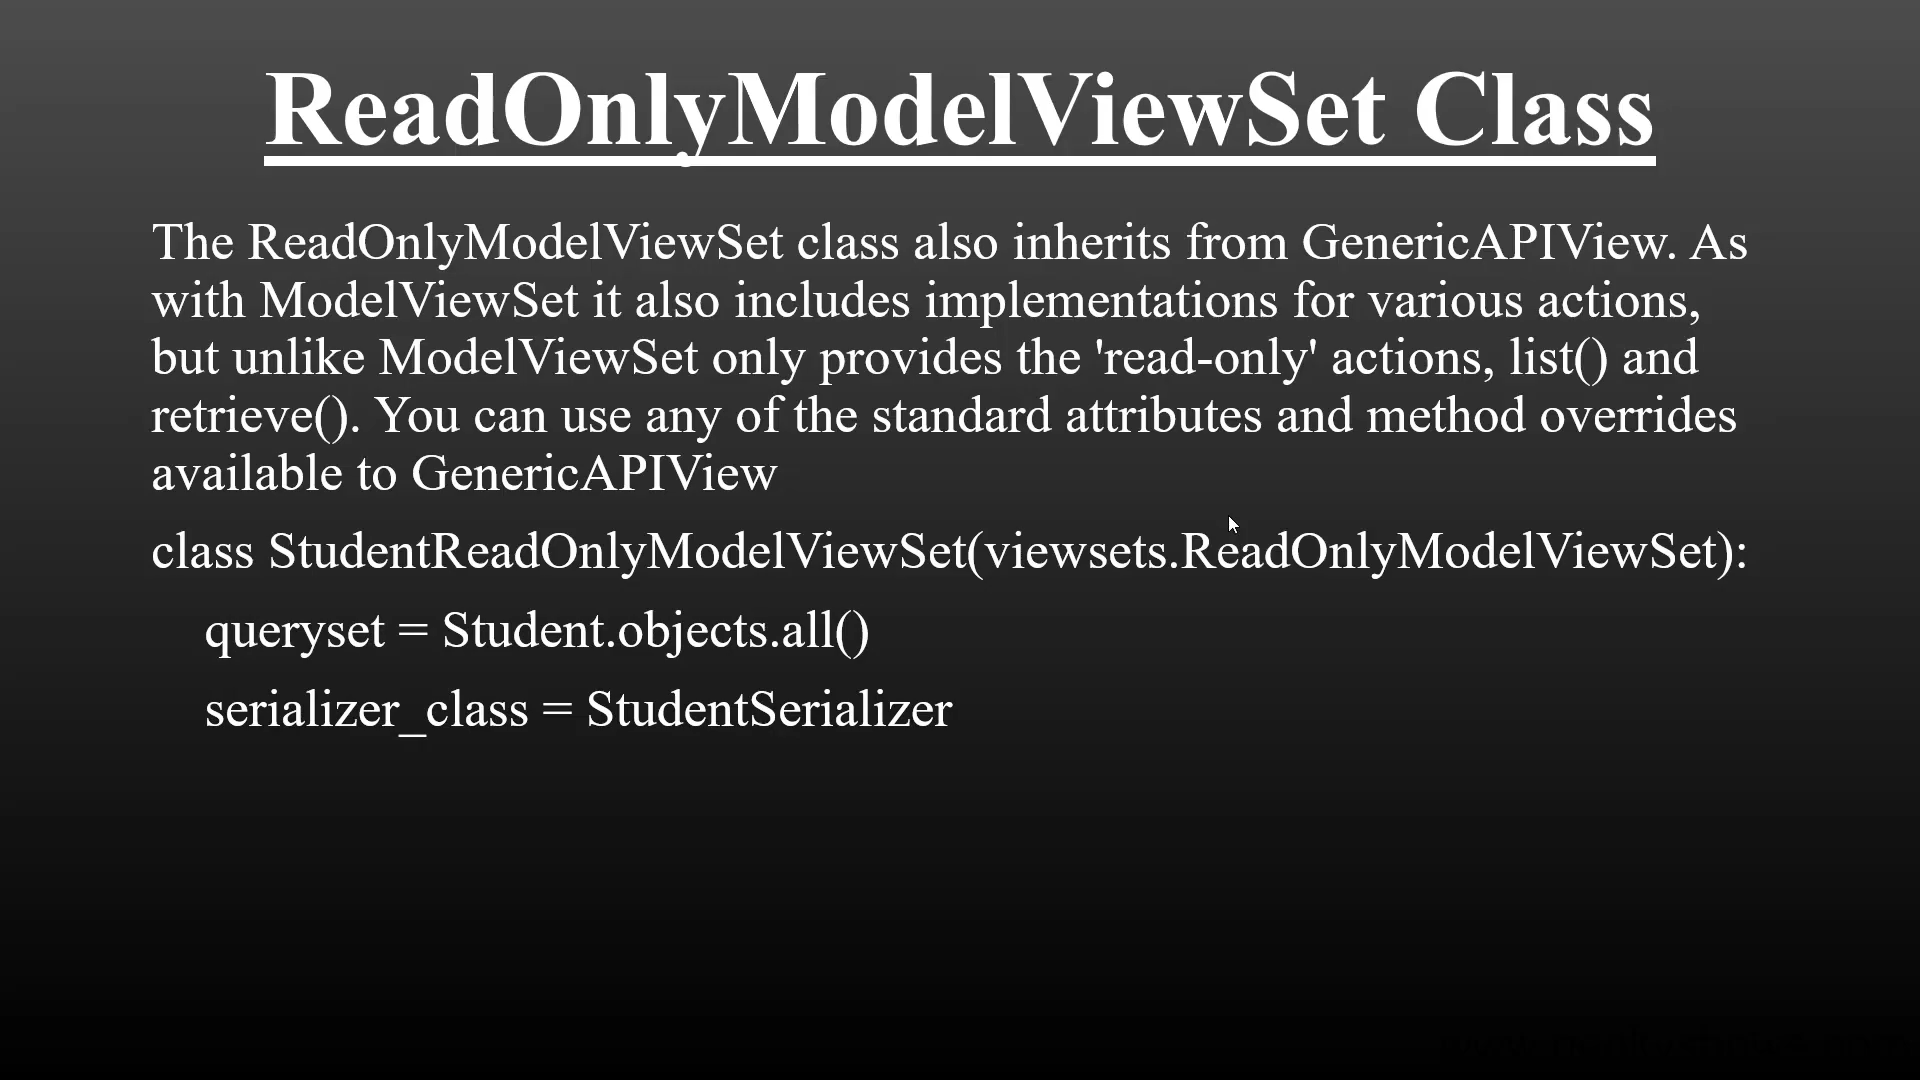 ReadOnlyModelViewSet Class
The ReadOnlyModelViewSet class also inherits from GenericAPIView. As
with ModelViewSet it also includes implementations for various actions,
but unlike ModelViewSet only provides the 'read-only' actions, list() and
retrieve(). You can use any of the standard attributes and method overrides
available to GenericAPIView
class StudentReadOnlyModelViewSet(viewsets.ReadOnlyModelViewSet):
queryset = Student.objects.all()
serializer_class = StudentSerializer